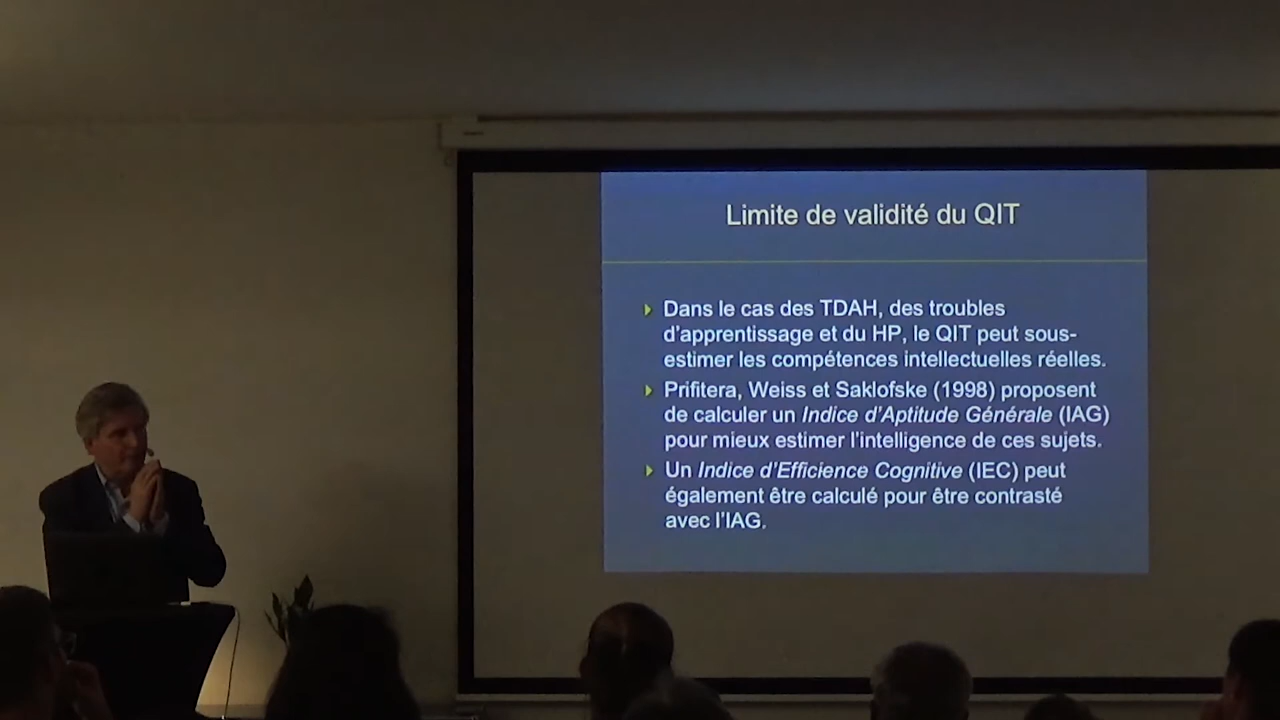 Limite de validité du QIT
Dans le cas des TDAH, des troubles
d'apprentissage et du HP, le QIT peut sous-
estimer les compétences intellectuelles réelles.
Prifitera, Weiss et Saklofske (1998) proposent
de calculer un Indice d'Aptitude Générale (IAG)
pour mieux estimer l'intelligence de ces sujets.
Un Indice d'Efficience Cognitive (IEC) peut
également être calculé pour être contrasté
avec l'IAG.